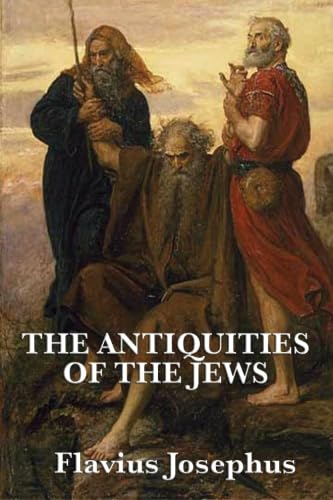 THE ANTIQUITIES
OF THE JEWS
Flavius Josephus